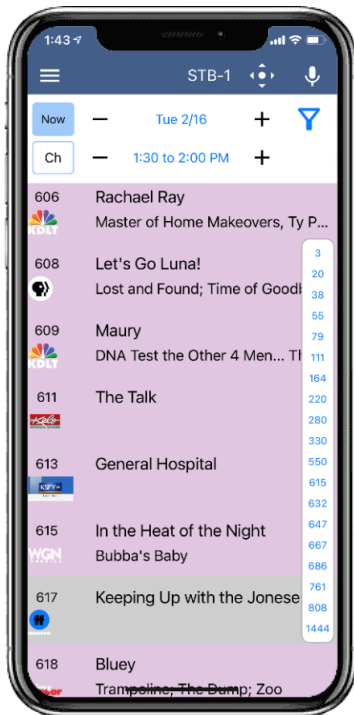 1:43
STB-1
Now
Tue 2/16
Ch
1:30 to 2:00 PM
606 Rachael Ray
KDLT Master of Home Makeovers, Ty P...
608 Let's Go Luna!
Lost and Found; Time of Good
609 Maury
KDLT DNA Test the Other 4 Men... Th
611 The Talk
613 General Hospital
KSFY
615 In the Heat of the Night
WGN Bubba's Baby
617 Keeping Up with the Jonese
618 Bluey
Trampoline; The Dump; Zoo
3
20
38
55
79
111
164
220
280
330
550
615
632
647
667
686
761
808
1444